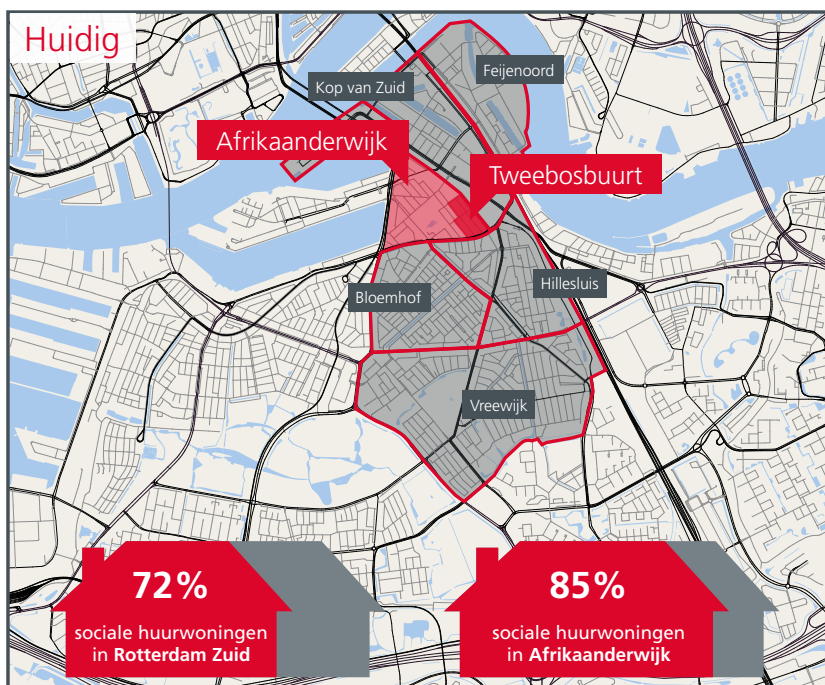 Huidig
Feijenoord
Kop van Zuid
Afrikaanderwijk
Tweebosbuurt
Hillesluis
Bloemhof
Vreewijk
72%
sociale huurwoningen
in Rotterdam Zuid
85%
sociale huurwoningen
in Afrikaanderwijk